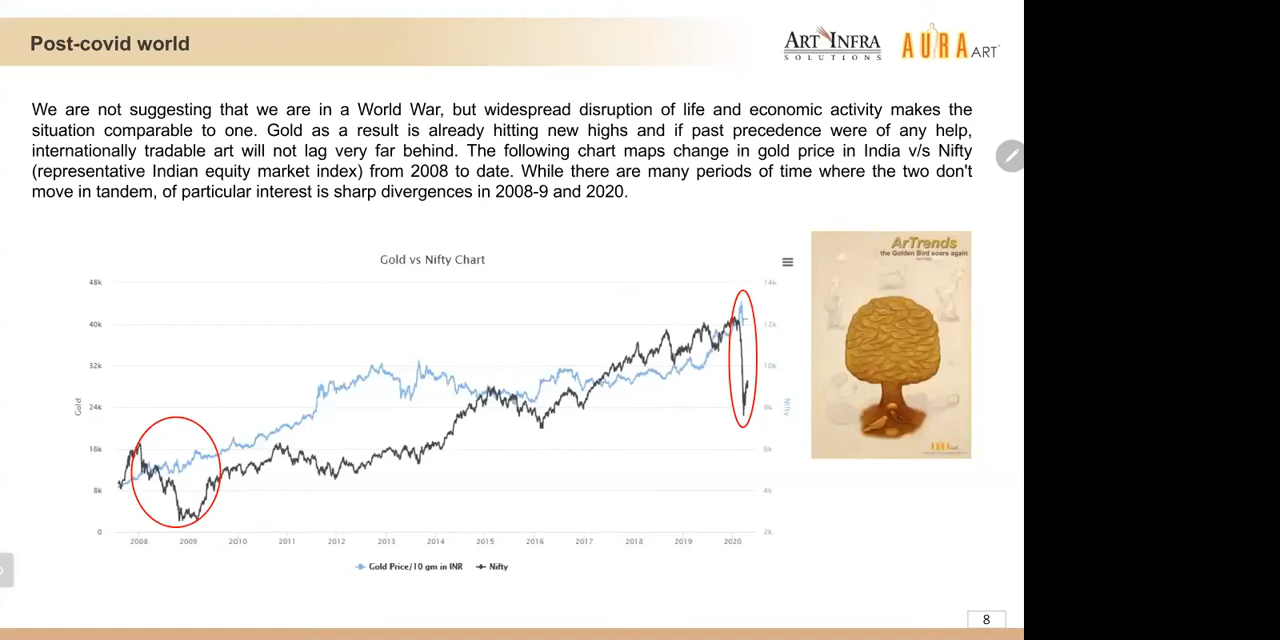 Post-covid world
ART INFRA
SOLUTIONS
AURA ART
We are not suggesting that we are in a World War, but widespread disruption of life and economic activity makes the
situation comparable to one. Gold as a result is already hitting new highs and if past precedence were of any help,
internationally tradable art will not lag very far behind. The following chart maps change in gold price in India v/s Nifty
(representative Indian equity market index) from 2008 to date. While there are many periods of time where the two don't
move in tandem, of particular interest is sharp divergences in 2008-9 and 2020.
Gold vs Nifty Chart
48k
40k
32k
24k
16k
8k
0
Gold
14k
12k
10k
8k
6k
4k
2k
Nifty
2008 2009 2010 2011 2012 2013 2014 2015 2016 2017 2018 2019 2020
Gold Price/10 gm in INR Nifty
ArTrends
the Golden Bird soars again
8